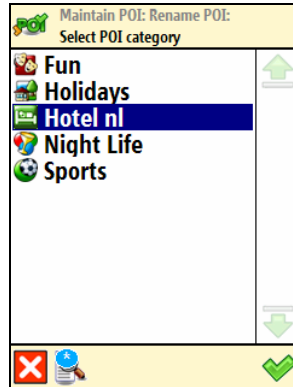 POI
Maintain POI: Rename POI:
Select POI category
Fun
Holidays
Hotel nl
Night Life
Sports